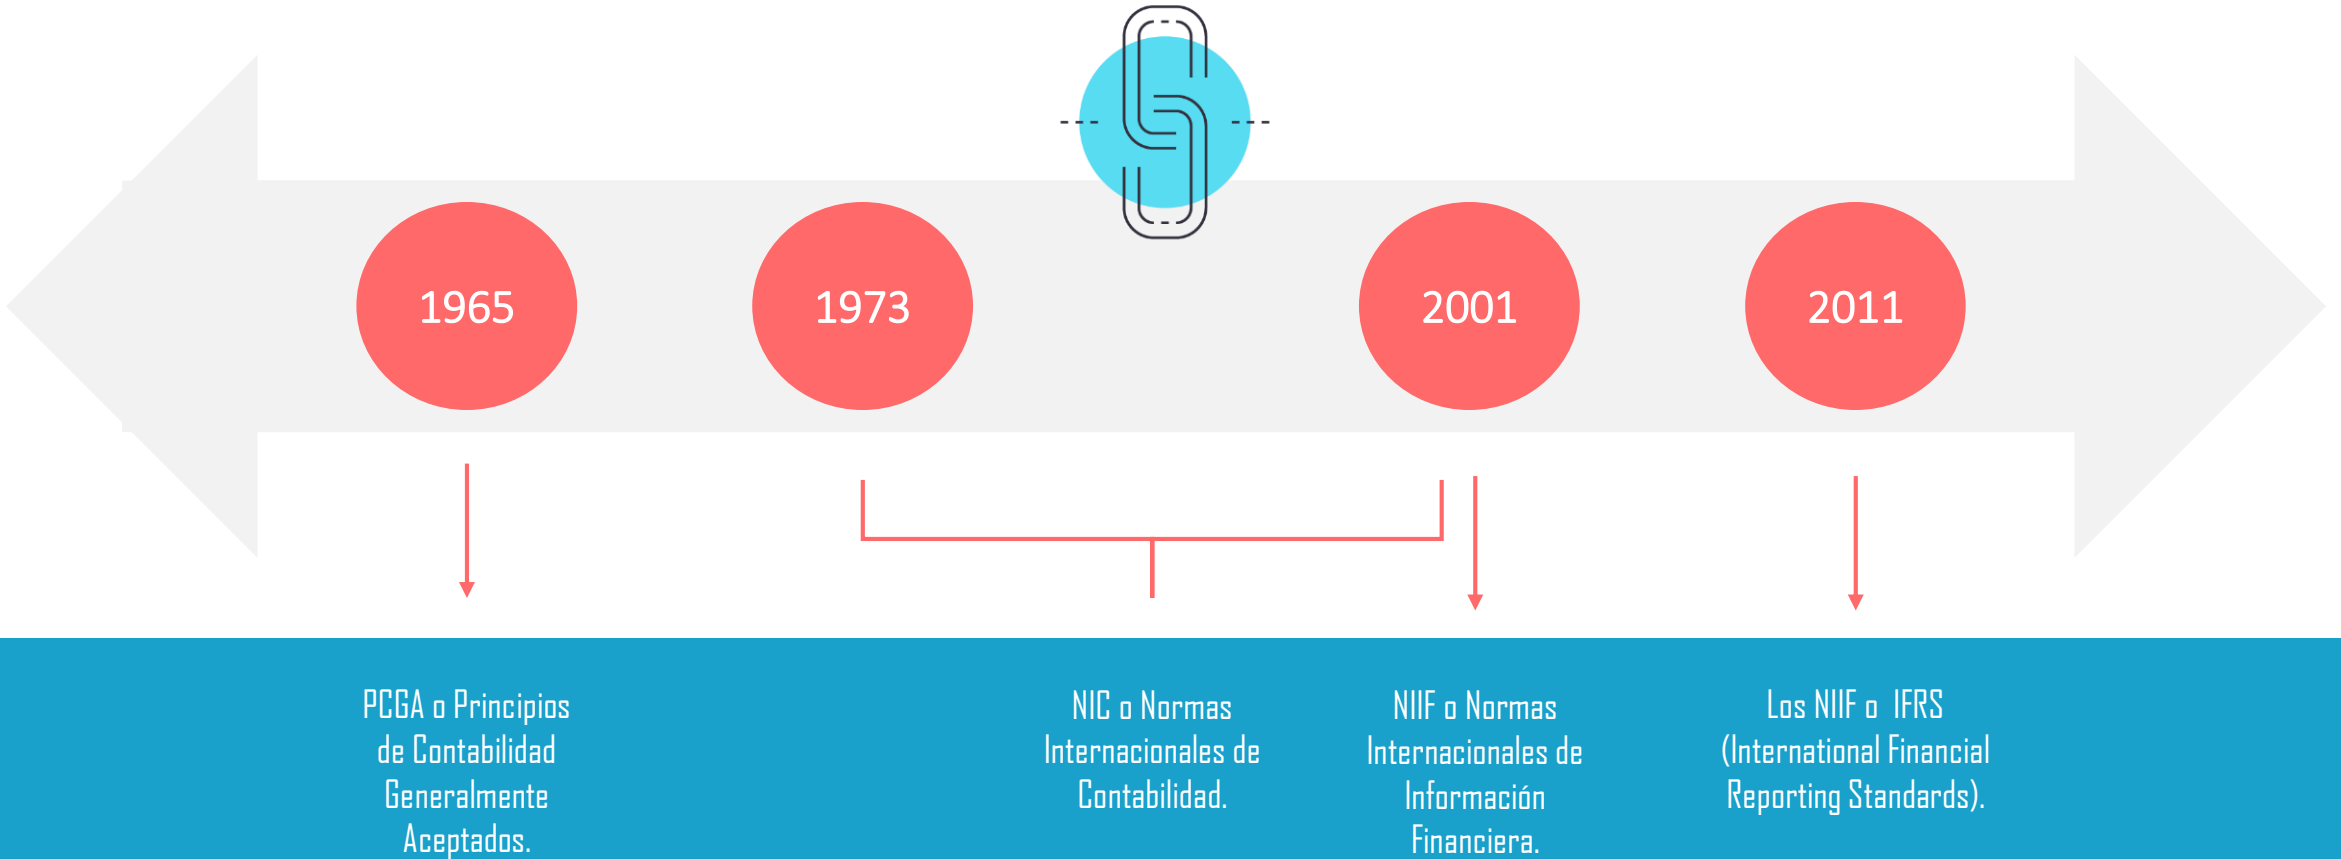 1965
1973
2001
2011
PCGA o Principios
de Contabilidad
Generalmente
Aceptados.
NIC o Normas
Internacionales de
Contabilidad.
NIIF o Normas
Internacionales de
Información
Financiera.
Los NIIF o IFRS
(International Financial
Reporting Standards).